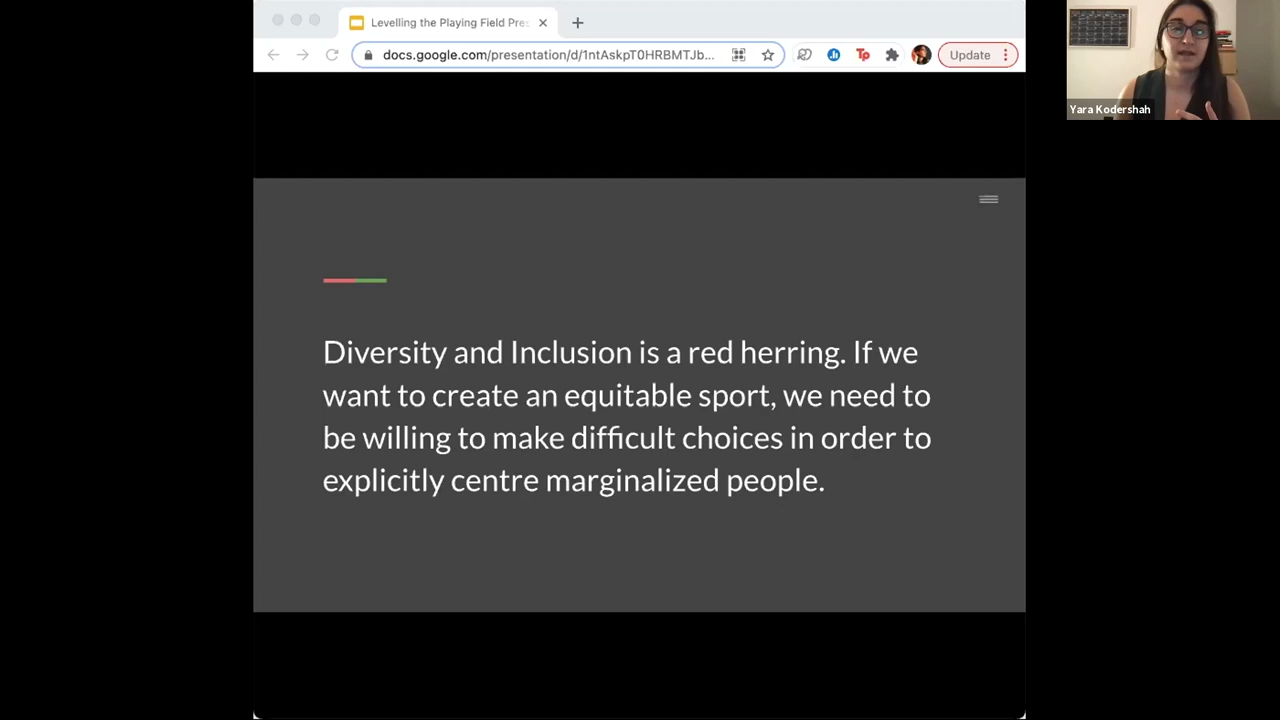 Levelling the Playing Field Pres
docs.google.com/presentation/d/1ntAskpT0HRBMTJb...
Tp
Update
Yara Kodershah
Diversity and Inclusion is a red herring. If we
want to create an equitable sport, we need to
be willing to make difficult choices in order to
explicitly centre marginalized people.